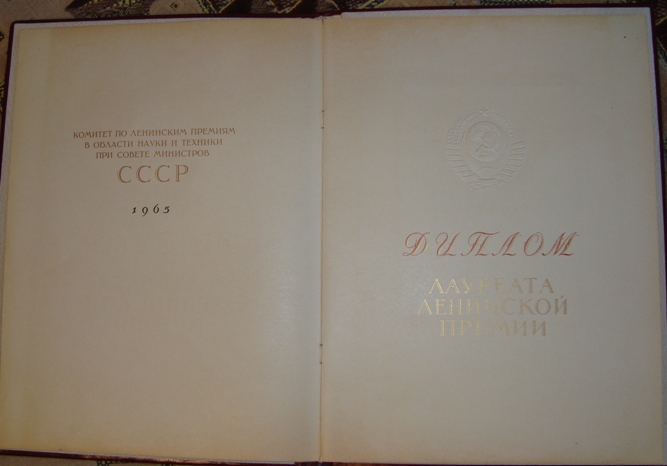 КОМИТЕТ ПО ЛЕНИНСКИМ ПРЕМИЯМ
В ОБЛАСТИ НАУКИ И ТЕХНИКИ
ПРИ СОВЕТЕ МИНИСТРОВ
СССР
1965
ДИПЛОМ
ЛАУРЕАТА
ЛЕНИНСКОЙ
ПРЕМИИ